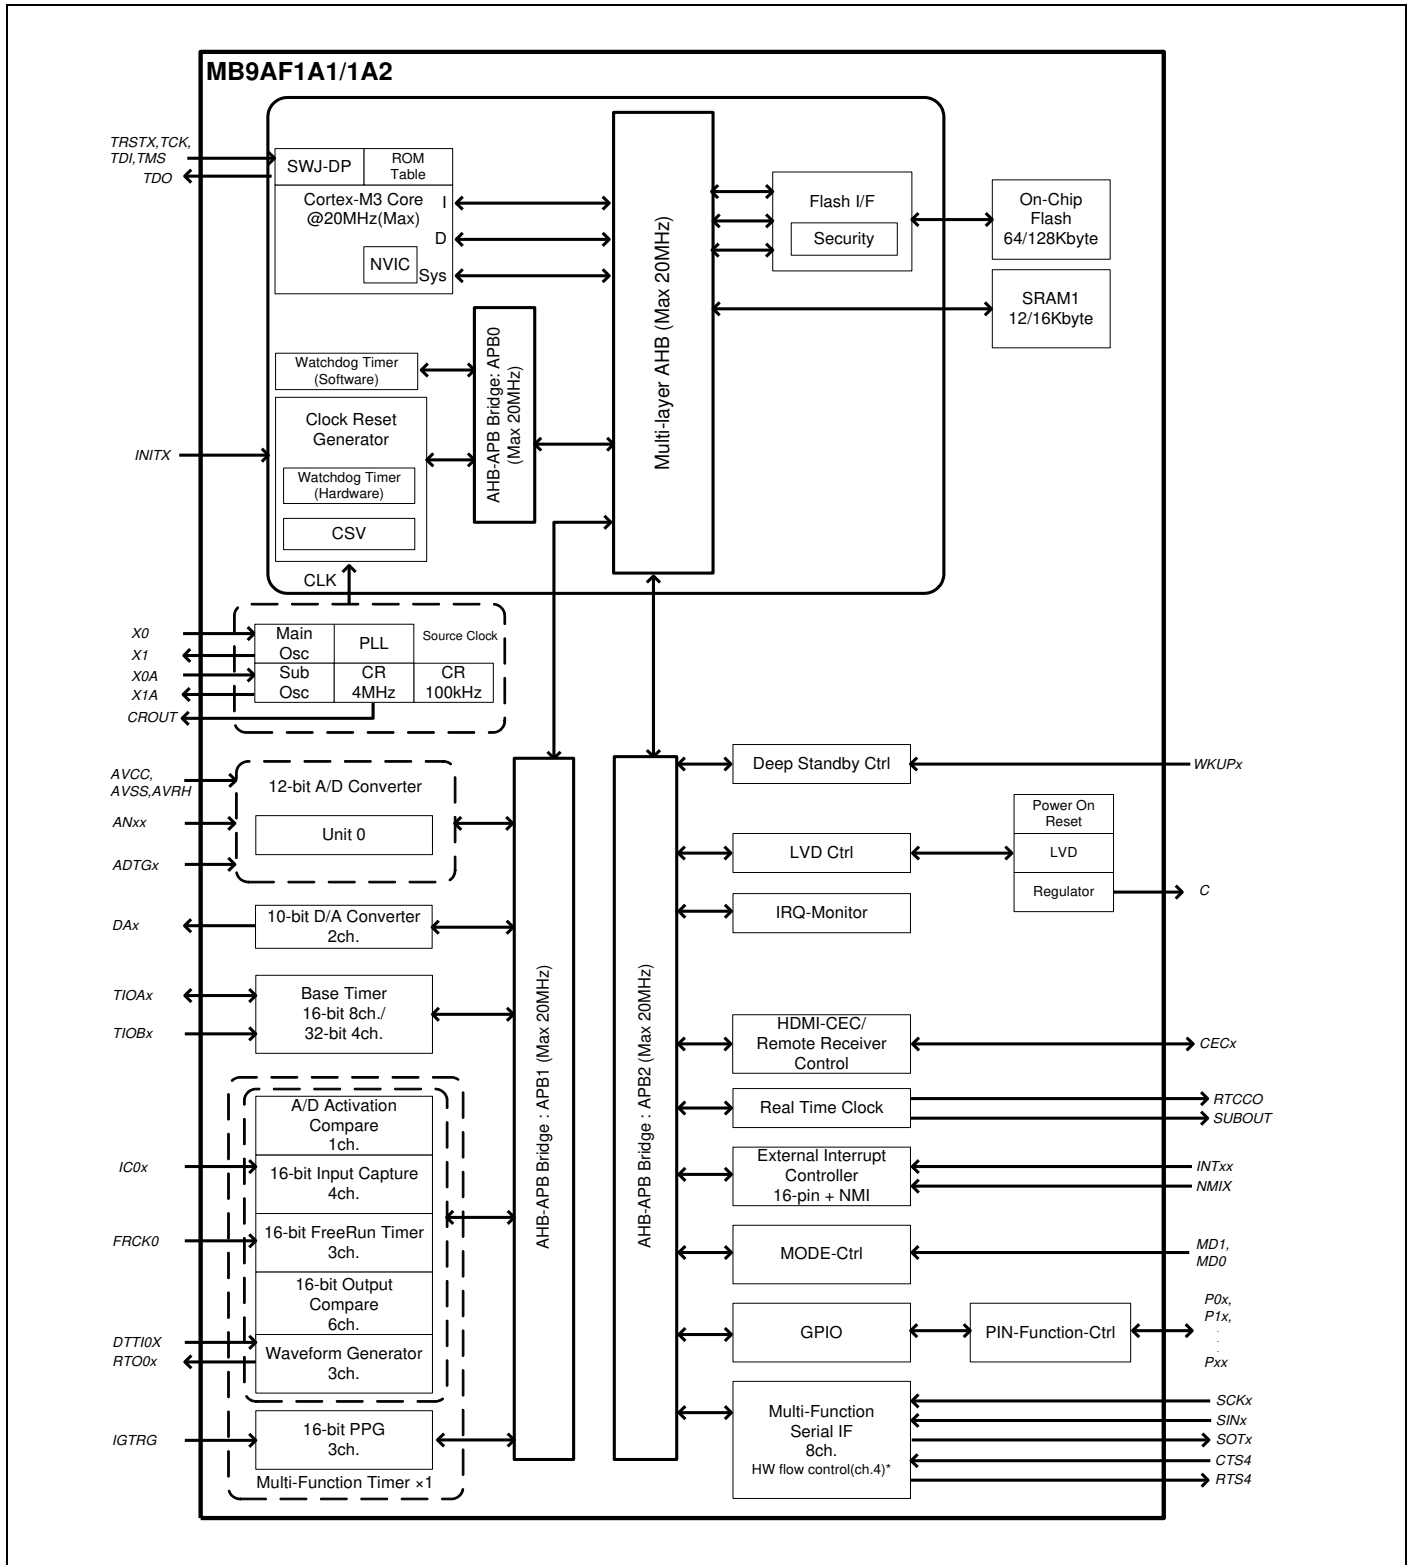 MB9AF1A1/1A2
TRSTX,TCK,
TDI,TMS
TDO
SWJ-DP
ROM
Table
Cortex-M3 Core
@20MHz(Max)
I
D
NVIC
Sys
Multi-layer AHB (Max 20MHz)
Flash I/F
Security
On-Chip
Flash
64/128Kbyte
SRAM1
12/16Kbyte
Watchdog Timer
(Software)
AHB-APB Bridge: APB0
(Max 20MHz)
Clock Reset
Generator
Watchdog Timer
(Hardware)
CSV
INITX
CLK
X0
X1
X0A
X1A
CROUT
Main
Osc
PLL
Source Clock
Sub
Osc
CR
4MHz
CR
100kHz
AVCC,
AVSS,AVRH
ANxx
ADTGx
12-bit A/D Converter
Unit 0
DAx
10-bit D/A Converter
2ch.
TIOAx
TIOBx
Base Timer
16-bit 8ch./
32-bit 4ch.
A/D Activation
Compare
1ch.
IC0x
16-bit Input Capture
4ch.
FRCK0
16-bit FreeRun Timer
3ch.
16-bit Output
Compare
6ch.
DTTI0X
RTO0x
Waveform Generator
3ch.
IGTRG
16-bit PPG
3ch.
Multi-Function Timer ×1
AHB-APB Bridge : APB1 (Max 20MHz)
AHB-APB Bridge : APB2 (Max 20MHz)
Deep Standby Ctrl
WKUPx
LVD Ctrl
Power On
Reset
LVD
Regulator
C
IRQ-Monitor
HDMI-CEC/
Remote Receiver
Control
CECx
Real Time Clock
RTCCO
SUBOUT
External Interrupt
Controller
16-pin + NMI
INTxx
NMIX
MODE-Ctrl
MD1,
MD0
GPIO
PIN-Function-Ctrl
P0x,
P1x,
.
.
.
Pxx
Multi-Function
Serial IF
8ch.
HW flow control(ch.4)*
SCKx
SINx
SOTx
CTS4
RTS4